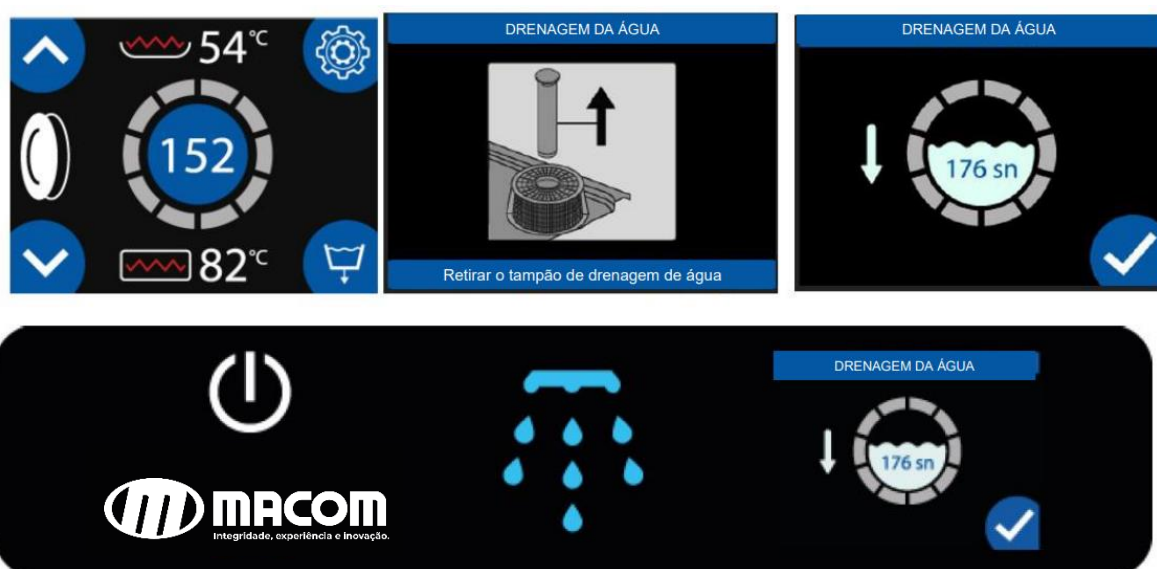 54°C
152
82°C
DRENAGEM DA ÁGUA
Retirar o tampão de drenagem de água
DRENAGEM DA ÁGUA
176 sn
MACOM
Integridade, experiência e inovação.
DRENAGEM DA ÁGUA
176 sn